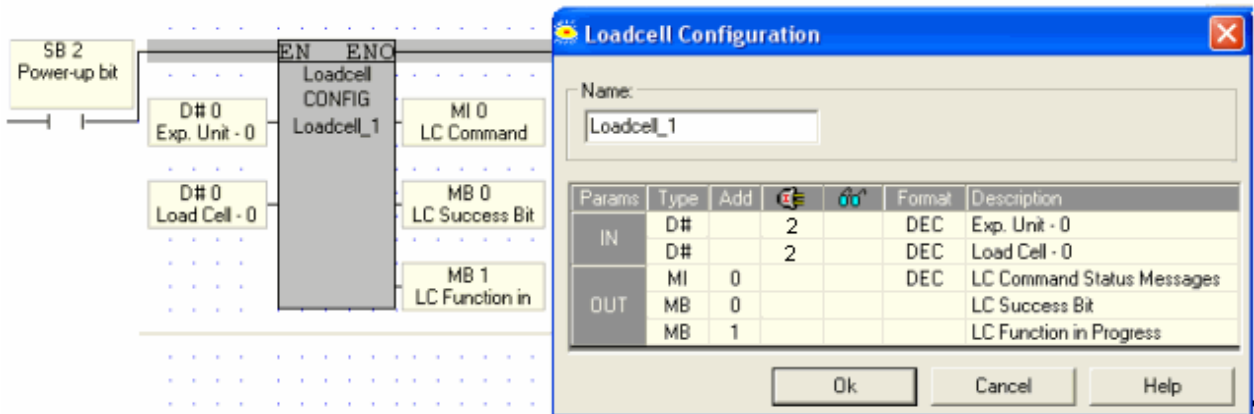 SB 2
Power-up bit
EN ENO
Loadcell
CONFIG
Loadcell_1
D# 0
Exp. Unit - 0
D# 0
Load Cell - 0
MI 0
LC Command
MB 0
LC Success Bit
MB 1
LC Function in
Loadcell Configuration
Name:
Loadcell_1
Params Type Add Format Description
IN D# 2 DEC Exp. Unit - 0
D# 2 DEC Load Cell - 0
OUT MI 0 DEC LC Command Status Messages
MB 0 LC Success Bit
MB 1 LC Function in Progress
Ok Cancel Help